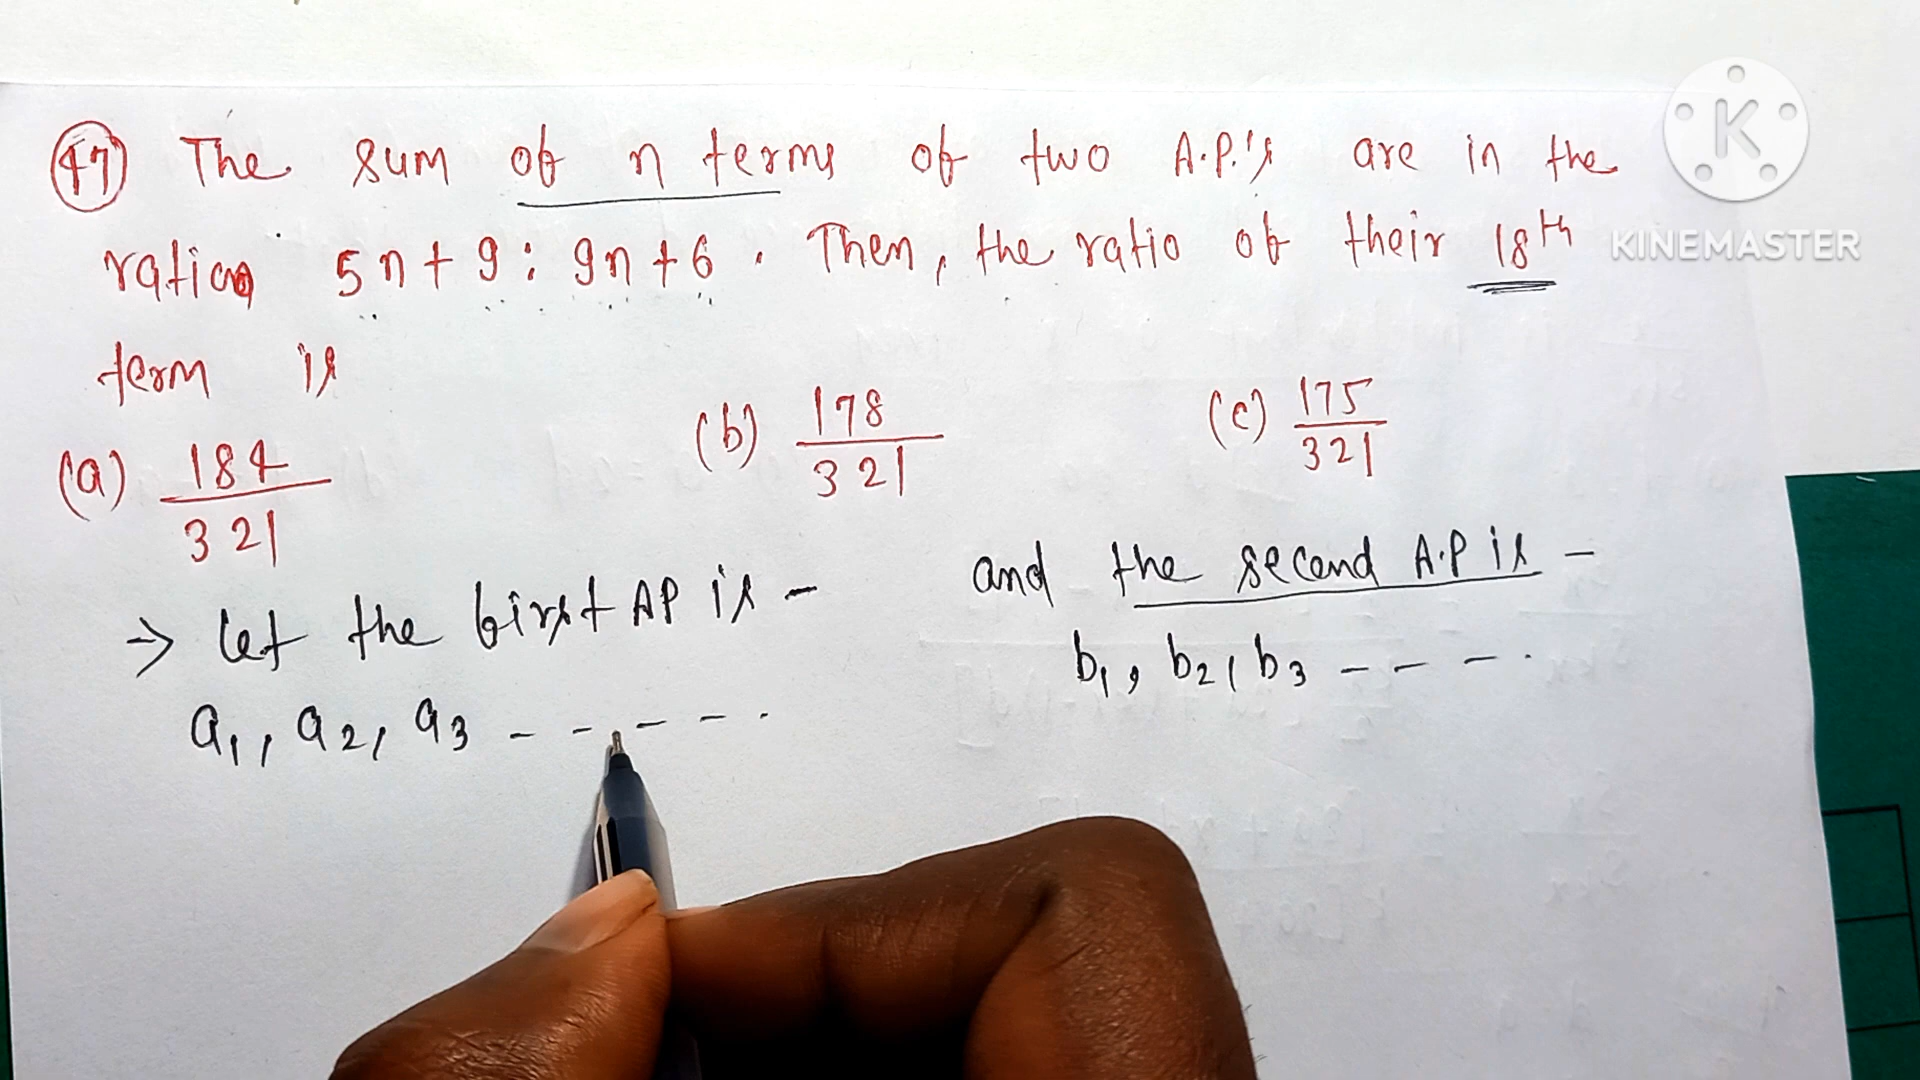 47 The sum of n terms of two A.P.'s are in the
ratio 5n + 9 : 9n + 6 . Then, the ratio of their 18th
term is
(a) 184/321 (b) 178/321 (c) 175/321
→ Let the first AP is - and the second A.P is -
a1, a2, a3 - - - - . b1, b2, b3 - - - .
K
KINEMASTER